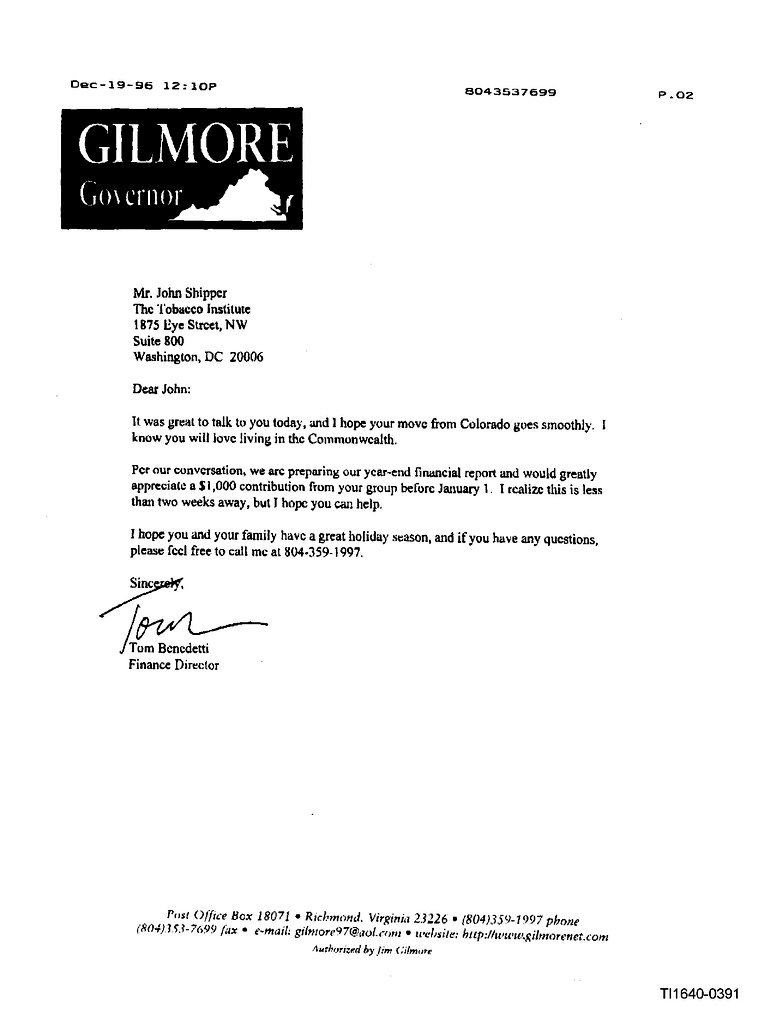 Dec-19-96 12:10P 8043537699 P.02
GILMORE
Governor
Mr. John Shipper
The Tobacco Institute
1875 Eye Street, NW
Suite 800
Washington, DC 20006
Dear John:
It was great to talk to you today, and I hope your move from Colorado goes smoothly. I
know you will love living in the Commonwealth.
Per our conversation, we are preparing our year-end financial report and would greatly
appreciate a $1,000 contribution from your group before January 1. I realize this is less
than two weeks away, but I hope you can help.
I hope you and your family have a great holiday season, and if you have any questions,
please feel free to call me at 804-359-1997.
Sincerely,
Tom
Tom Benedetti
Finance Director
Post Office Box 18071 • Richmond, Virginia 23226 • (804)359-1997 phone
(804)353-7699 fax • e-mail: gilmore97@aol.com • website: http://www.gilmorenet.com
Authorized by Jim Gilmore
TI1640-0391